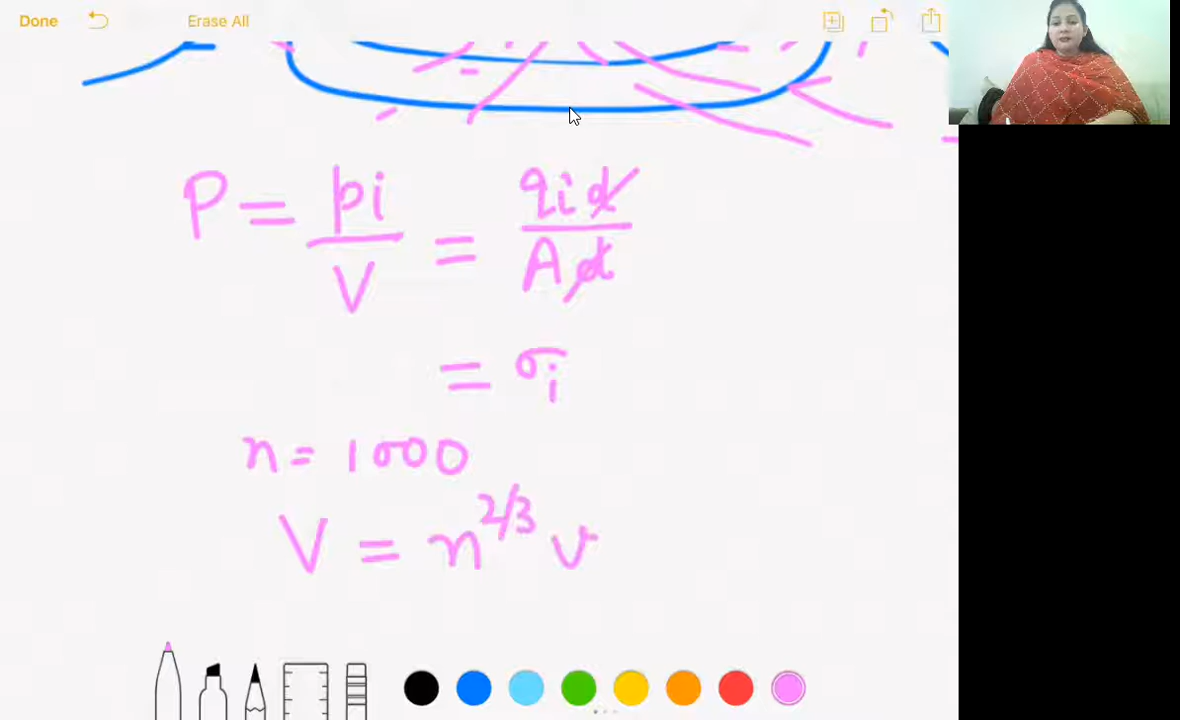 Done Erase All
P = pi/V = qid/Ad
= σi
n = 1000
V = n^2/3 v